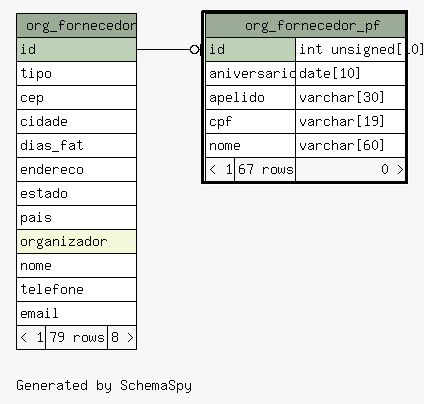 org_fornecedor
id
tipo
cep
cidade
dias_fat
endereco
estado
pais
organizador
nome
telefone
email
< 1 79 rows 8 >
org_fornecedor_pf
id int unsigned[10]
aniversario date[10]
apelido varchar[30]
cpf varchar[19]
nome varchar[60]
< 1 67 rows 0 >
Generated by SchemaSpy